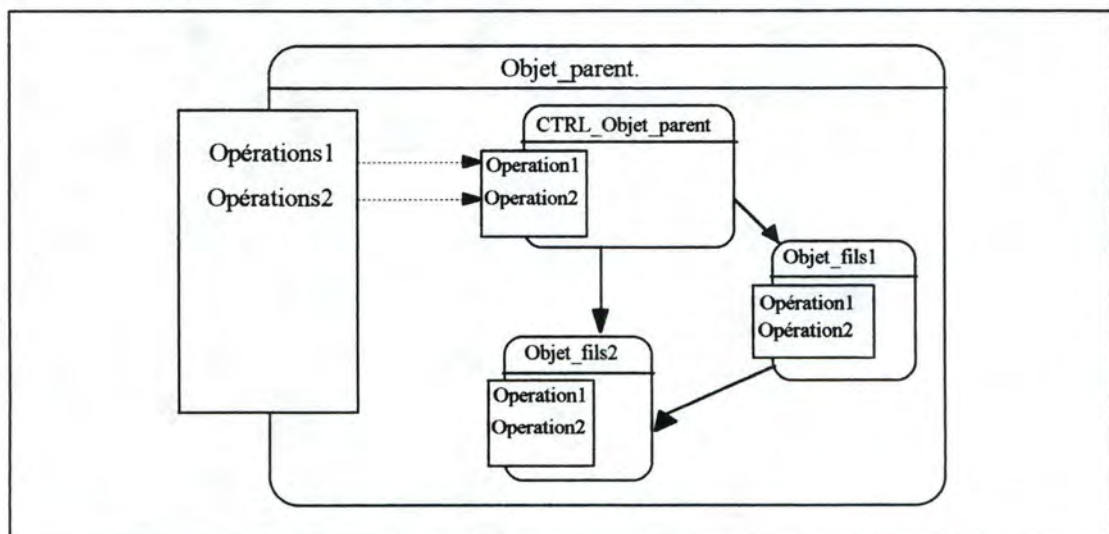 Objet_parent.
CTRL_Objet_parent
Opérations1
Opérations2
Operation1
Operation2
Objet_fils1
Opération1
Opération2
Objet_fils2
Operation1
Operation2